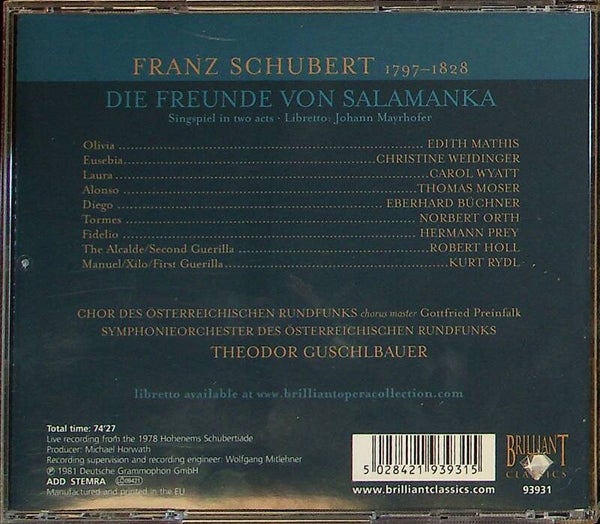 FRANZ SCHUBERT 1797–1828
DIE FREUNDE VON SALAMANKA
Singspiel in two acts · Libretto: Johann Mayrhofer
Olivia EDITH MATHIS
Eusebia CHRISTINE WEIDINGER
Laura CAROL WYATT
Alonso THOMAS MOSER
Diego EBERHARD BÜCHNER
Tormes NORBERT ORTH
Fidelio HERMANN PREY
The Alcalde/Second Guerilla ROBERT HOLL
Manuel/Xilo/First Guerilla KURT RYDL
CHOR DES ÖSTERREICHISCHEN RUNDFUNKS chorus master Gottfried Preinfalk
SYMPHONIEORCHESTER DES ÖSTERREICHISCHEN RUNDFUNKS
THEODOR GUSCHLBAUER
libretto available at www.brilliantoperacollection.com
Total time: 74'27
Live recording from the 1978 Hohenems Schubertiade
Producer: Michael Horwath
Recording supervision and recording engineer: Wolfgang Mitlehner
℗ 1981 Deutsche Grammophon GmbH
ADD STEMRA LC09421
Manufactured and printed in the EU
5 028421 939315
www.brilliantclassics.com
BRILLIANT
CLASSICS
93931